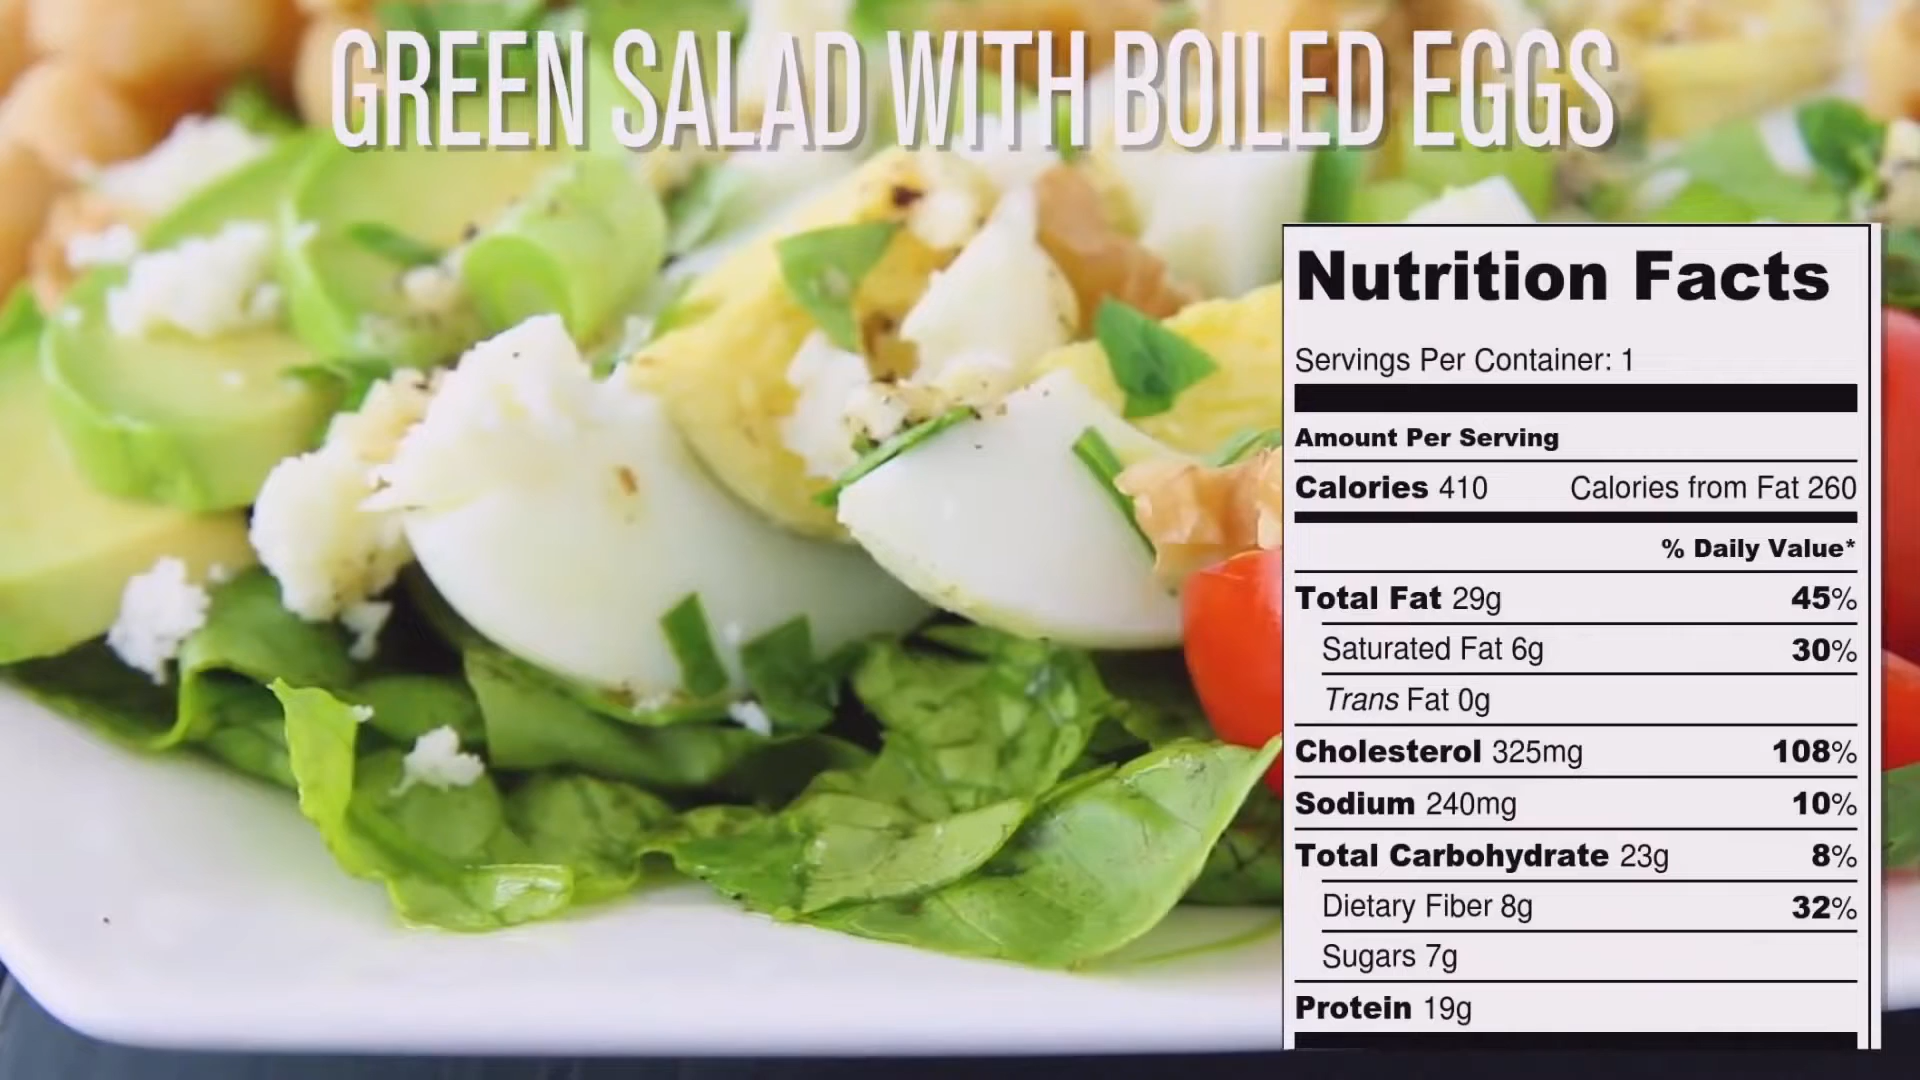 GREEN SALAD WITH BOILED EGGS
Nutrition Facts
Servings Per Container: 1
Amount Per Serving
Calories 410 Calories from Fat 260
% Daily Value*
Total Fat 29g 45%
Saturated Fat 6g 30%
Trans Fat 0g
Cholesterol 325mg 108%
Sodium 240mg 10%
Total Carbohydrate 23g 8%
Dietary Fiber 8g 32%
Sugars 7g
Protein 19g